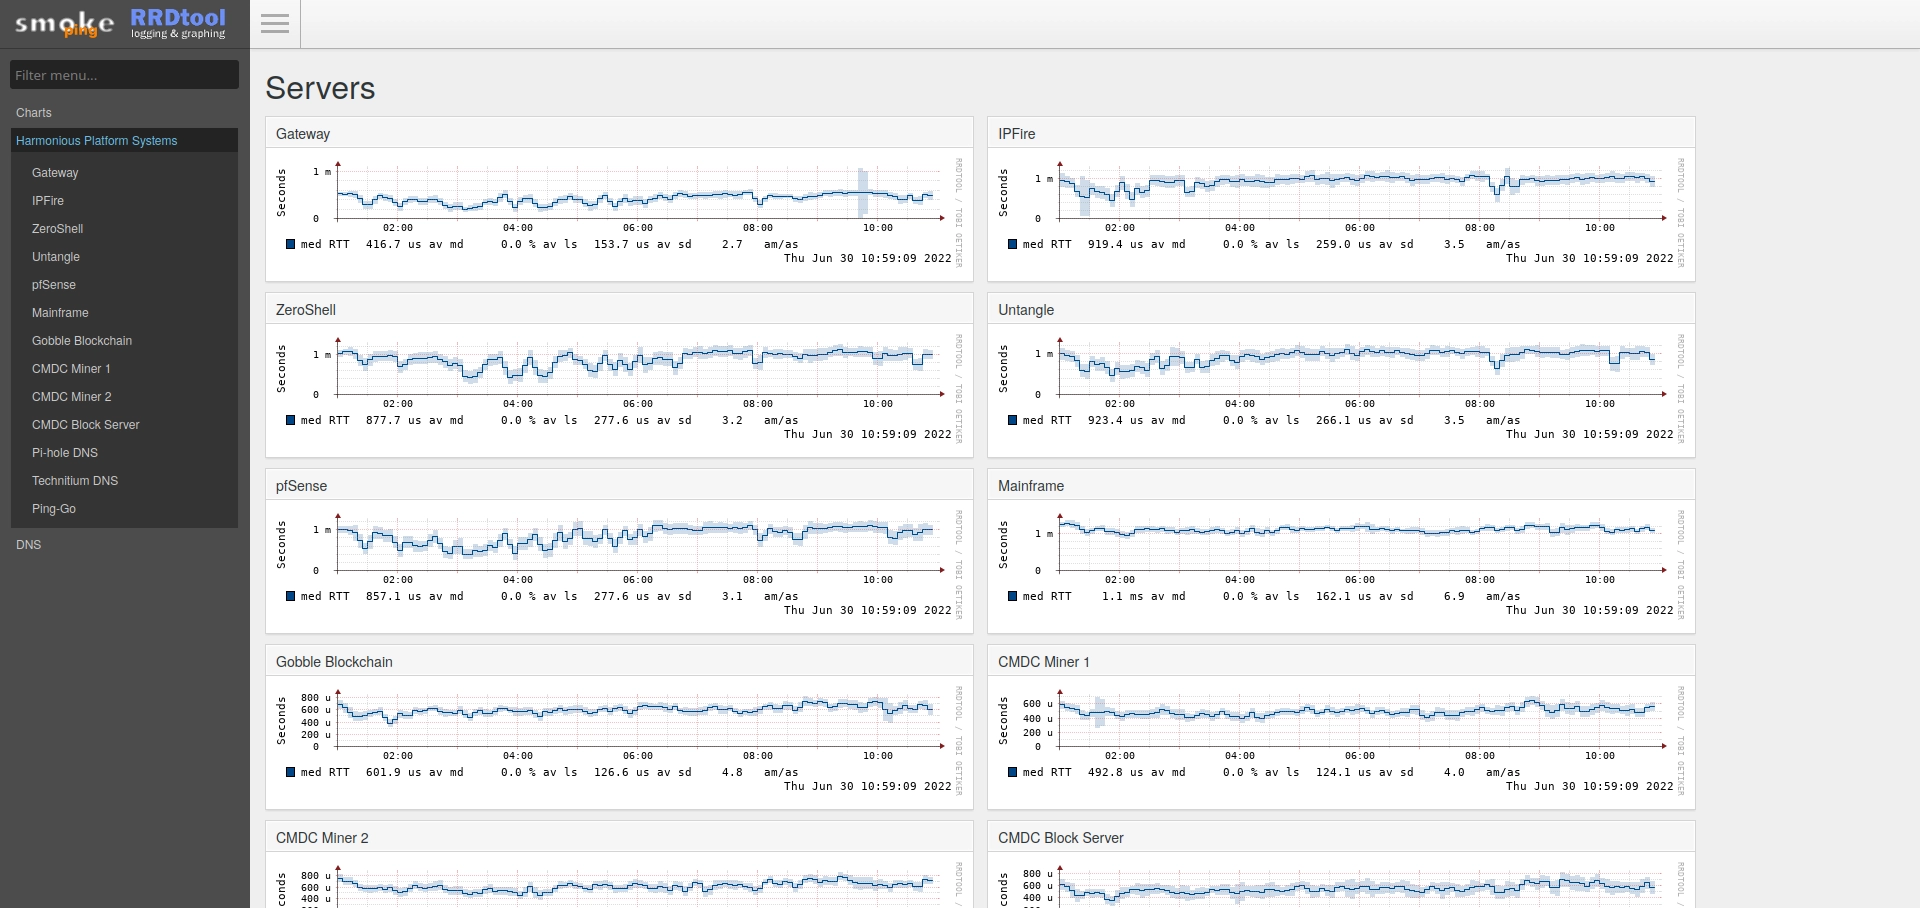 smokeping
RRDtool
logging & graphing
Filter menu...
Charts
Harmonious Platform Systems
Gateway
IPFire
ZeroShell
Untangle
pfSense
Mainframe
Gobble Blockchain
CMDC Miner 1
CMDC Miner 2
CMDC Block Server
Pi-hole DNS
Technitium DNS
Ping-Go
DNS
Servers
Gateway
Seconds
1 m
0
02:00 04:00 06:00 08:00 10:00
med RTT 416.7 us av md 0.0 % av ls 153.7 us av sd 2.7 am/as
Thu Jun 30 10:59:09 2022
RRDTOOL / TOBI OETIKER
IPFire
Seconds
1 m
0
02:00 04:00 06:00 08:00 10:00
med RTT 919.4 us av md 0.0 % av ls 259.0 us av sd 3.5 am/as
Thu Jun 30 10:59:09 2022
RRDTOOL / TOBI OETIKER
ZeroShell
Seconds
1 m
0
02:00 04:00 06:00 08:00 10:00
med RTT 877.7 us av md 0.0 % av ls 277.6 us av sd 3.2 am/as
Thu Jun 30 10:59:09 2022
RRDTOOL / TOBI OETIKER
Untangle
Seconds
1 m
0
02:00 04:00 06:00 08:00 10:00
med RTT 923.4 us av md 0.0 % av ls 266.1 us av sd 3.5 am/as
Thu Jun 30 10:59:09 2022
RRDTOOL / TOBI OETIKER
pfSense
Seconds
1 m
0
02:00 04:00 06:00 08:00 10:00
med RTT 857.1 us av md 0.0 % av ls 277.6 us av sd 3.1 am/as
Thu Jun 30 10:59:09 2022
RRDTOOL / TOBI OETIKER
Mainframe
Seconds
1 m
0
02:00 04:00 06:00 08:00 10:00
med RTT 1.1 ms av md 0.0 % av ls 162.1 us av sd 6.9 am/as
Thu Jun 30 10:59:09 2022
RRDTOOL / TOBI OETIKER
Gobble Blockchain
Seconds
800 u
600 u
400 u
200 u
0
02:00 04:00 06:00 08:00 10:00
med RTT 601.9 us av md 0.0 % av ls 126.6 us av sd 4.8 am/as
Thu Jun 30 10:59:09 2022
RRDTOOL / TOBI OETIKER
CMDC Miner 1
Seconds
600 u
400 u
200 u
0
02:00 04:00 06:00 08:00 10:00
med RTT 492.8 us av md 0.0 % av ls 124.1 us av sd 4.0 am/as
Thu Jun 30 10:59:09 2022
RRDTOOL / TOBI OETIKER
CMDC Miner 2
conds
800 u
600 u
400 u
RRDTOOL /
CMDC Block Server
conds
800 u
600 u
400 u
RRDTOOL /